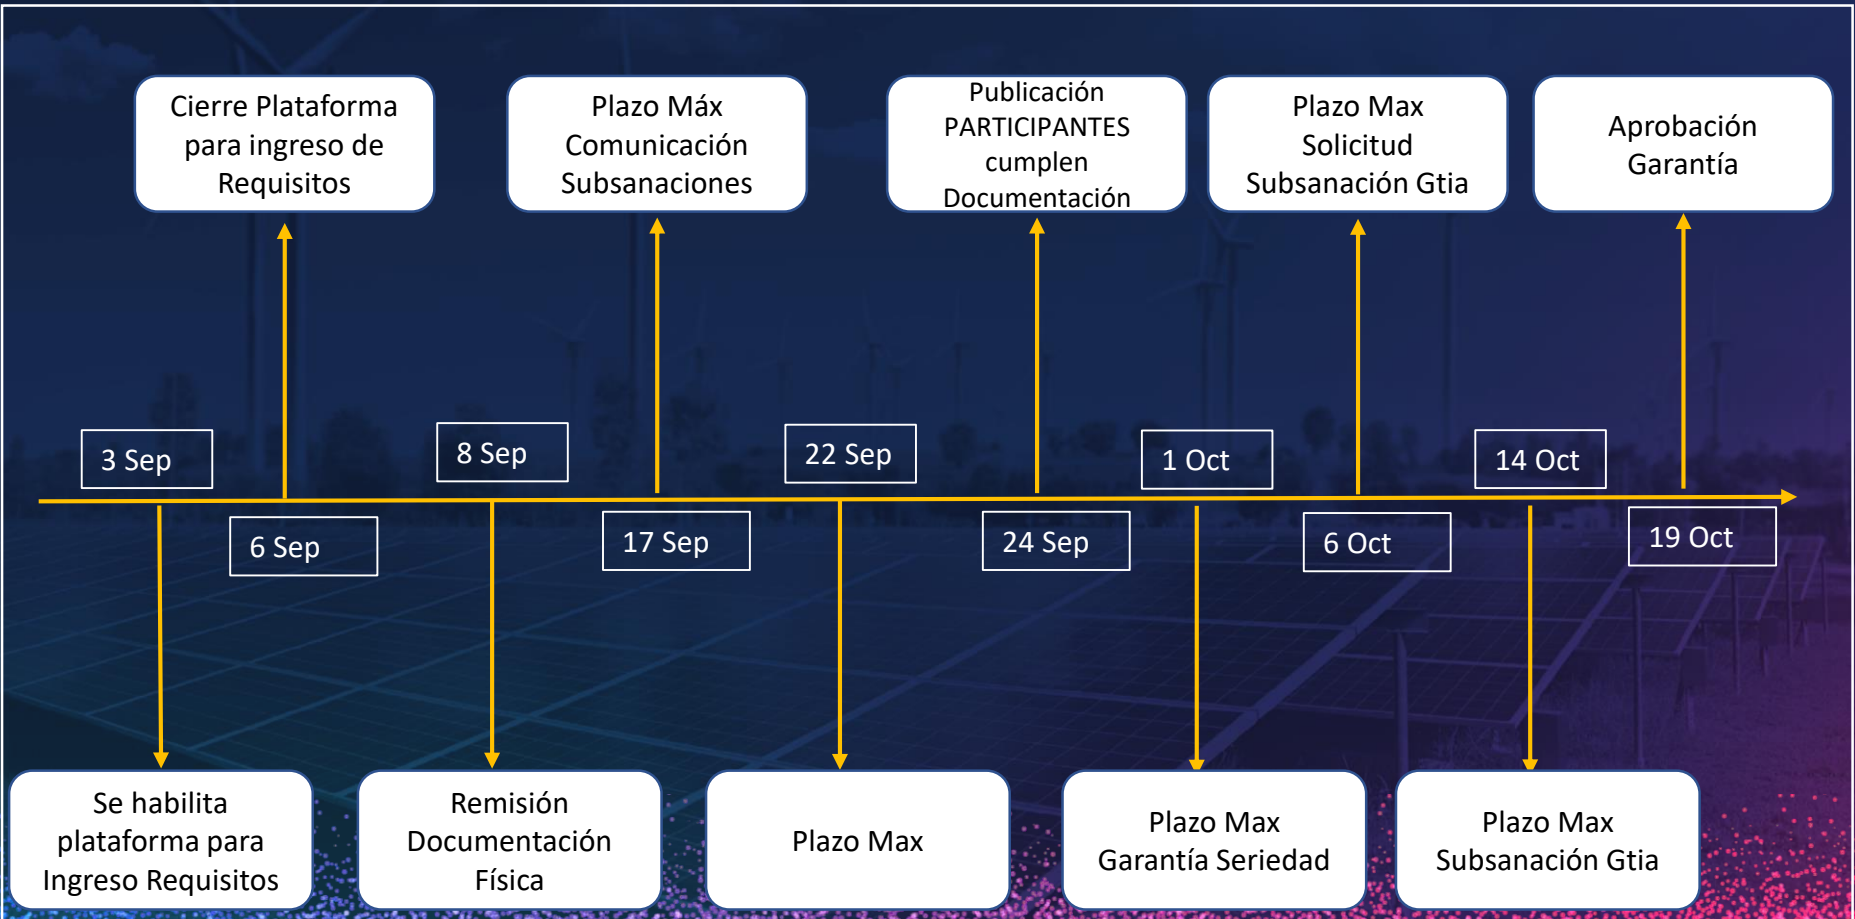 Cierre Plataforma
para ingreso de
Requisitos
Plazo Máx
Comunicación
Subsanaciones
Publicación
PARTICIPANTES
cumplen
Documentación
Plazo Max
Solicitud
Subsanación Gtia
Aprobación
Garantía
3 Sep
8 Sep
22 Sep
1 Oct
14 Oct
6 Sep
17 Sep
24 Sep
6 Oct
19 Oct
Se habilita
plataforma para
Ingreso Requisitos
Remisión
Documentación
Física
Plazo Max
Plazo Max
Garantía Seriedad
Plazo Max
Subsanación Gtia